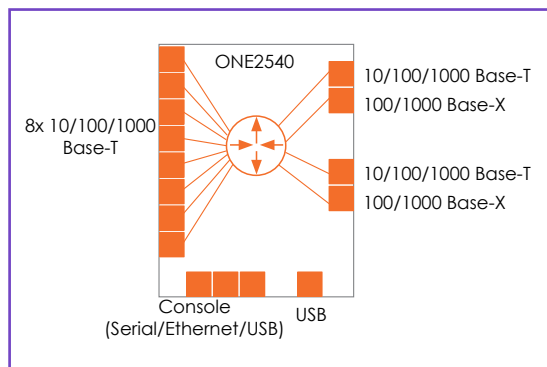 ONE2540
8x 10/100/1000
Base-T
10/100/1000 Base-T
100/1000 Base-X
10/100/1000 Base-T
100/1000 Base-X
Console
(Serial/Ethernet/USB)
USB